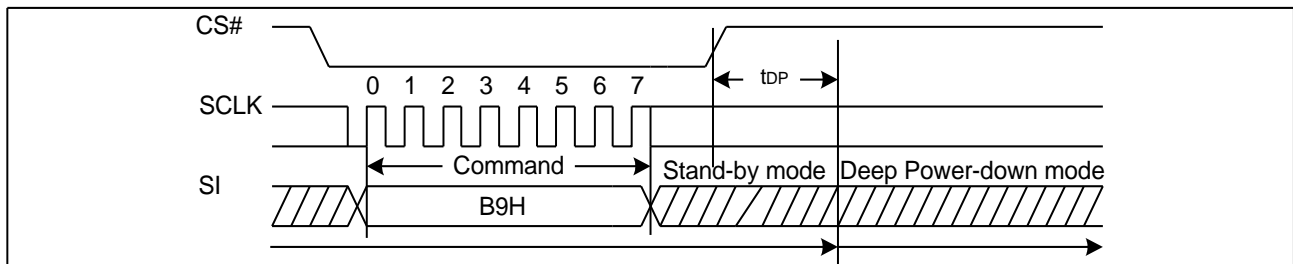 CS#
tDP
0 1 2 3 4 5 6 7
SCLK
Command
Stand-by mode Deep Power-down mode
SI
B9H